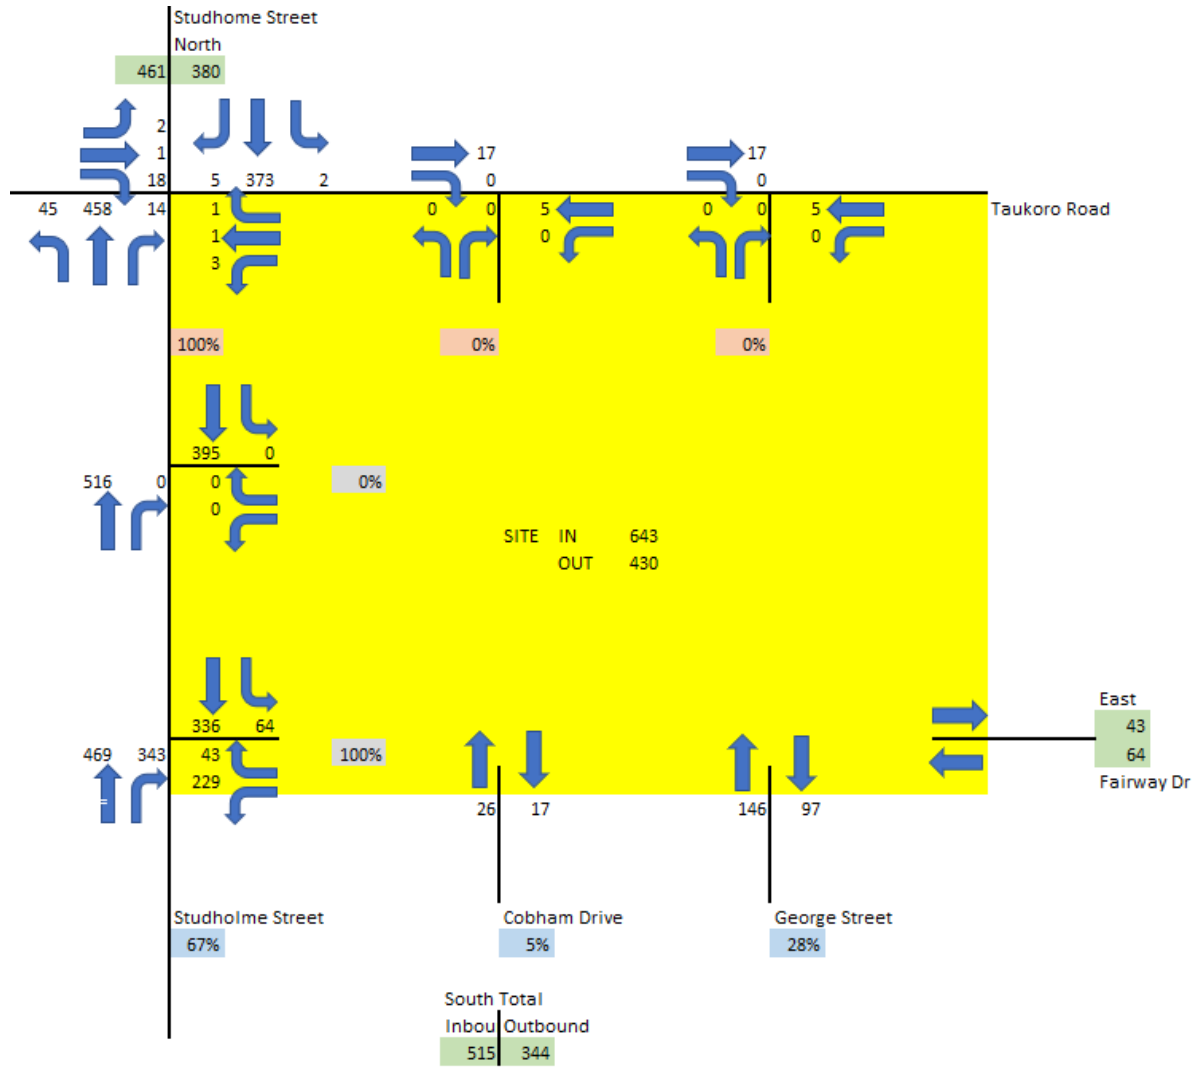 Studhome Street
North
461 380
2
1
18 5 373 2
17
0
17
0
45 458 14 1
1
3
0 0 5
0
0 0 5
0
Taukoro Road
100% 0% 0%
395 0
516 0 0
0
0%
SITE IN 643
OUT 430
336 64
469 343 43
229
100%
=
East
43
64
Fairway Dr
26 17
146 97
Studholme Street
67%
Cobham Drive
5%
George Street
28%
South Total
Inbou Outbound
515 344